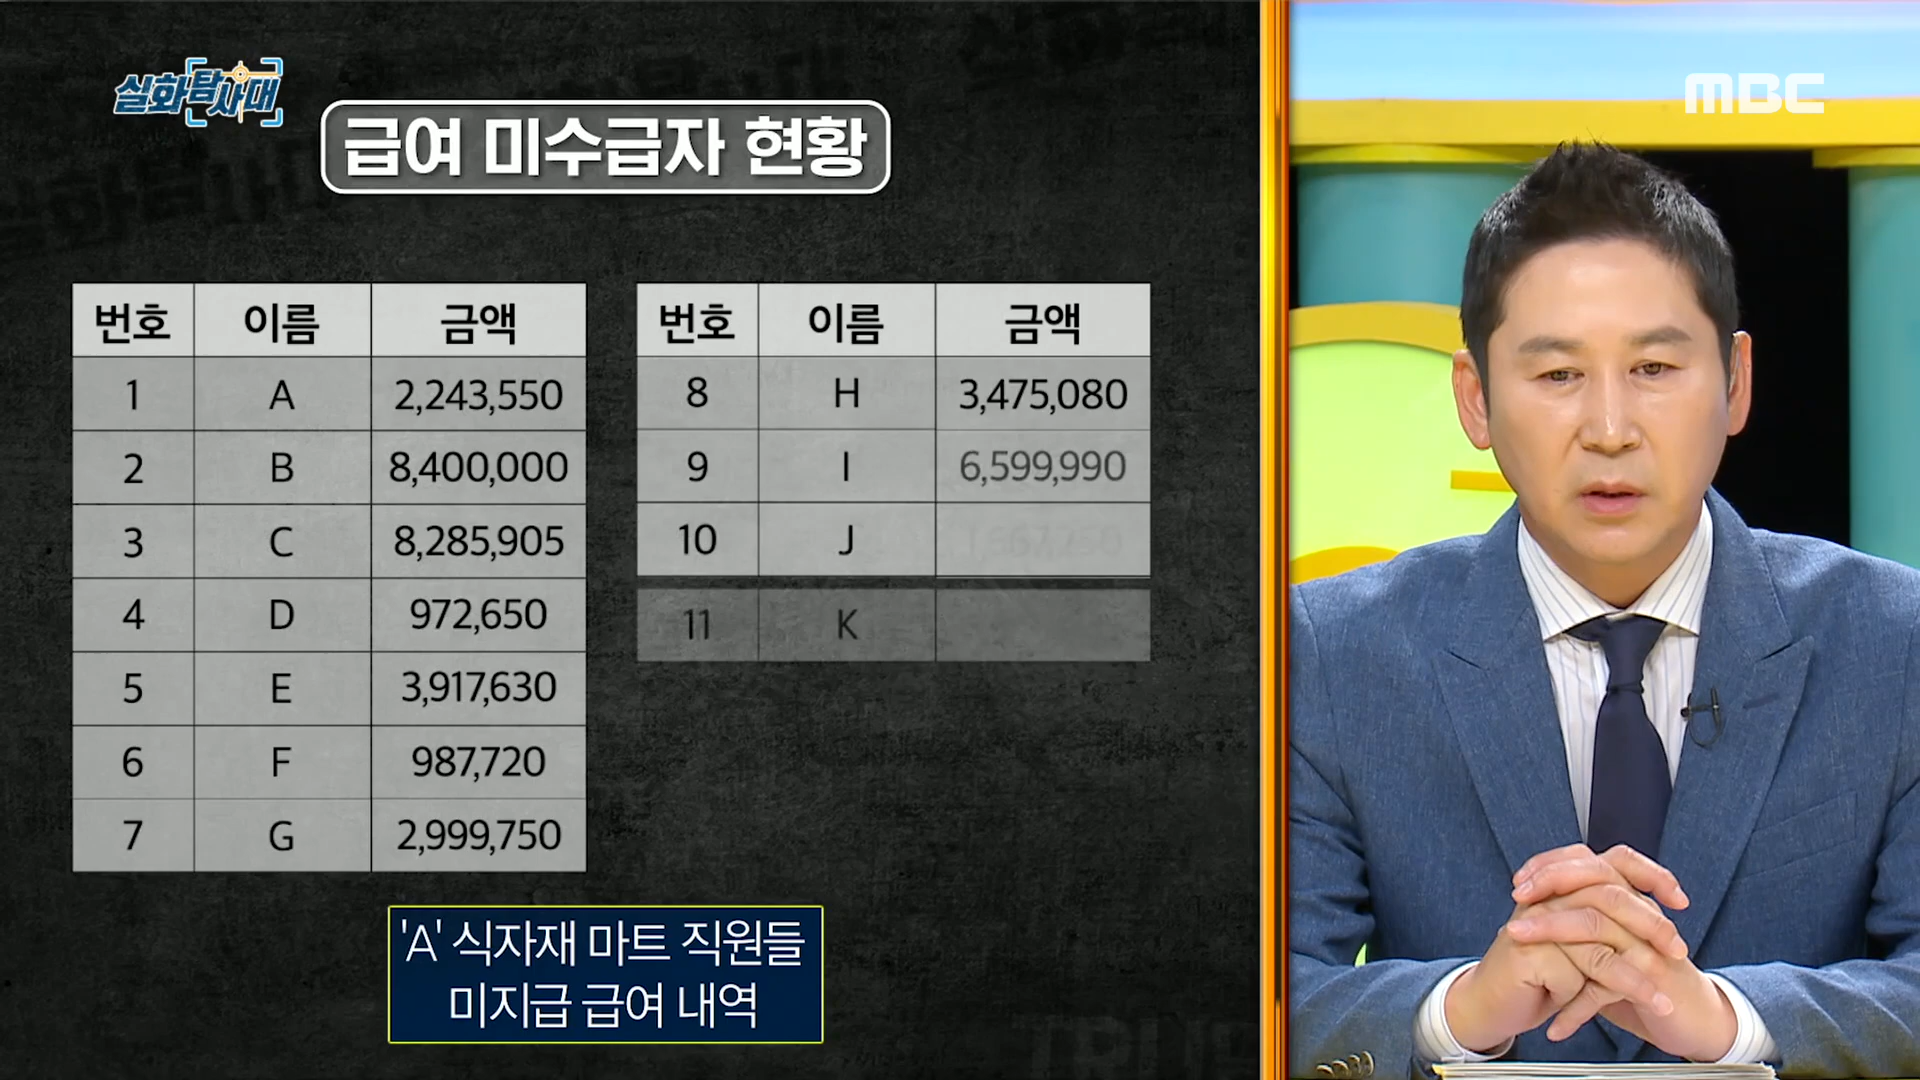 실화탐사대
MBC
급여 미수급자 현황
번호 이름 금액
1 A 2,243,550
2 B 8,400,000
3 C 8,285,905
4 D 972,650
5 E 3,917,630
6 F 987,720
7 G 2,999,750
번호 이름 금액
8 H 3,475,080
9 I 6,599,990
10 J
11 K
'A' 식자재 마트 직원들
미지급 급여 내역